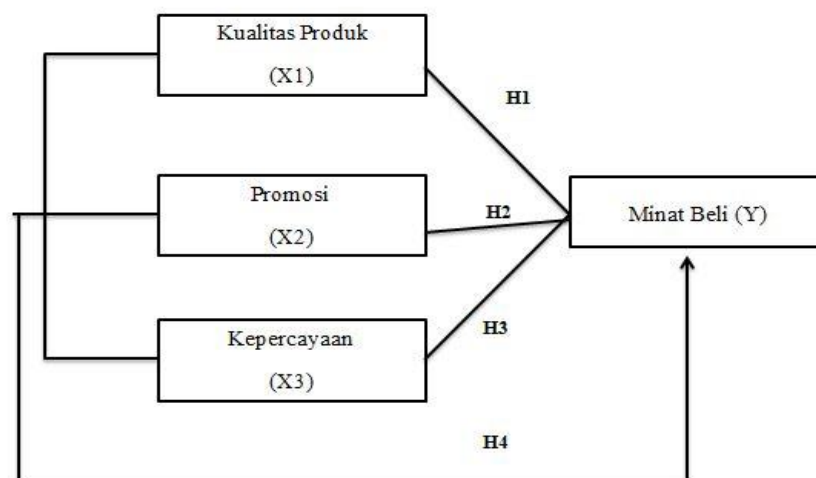 Kualitas Produk
(X1)
H1
Promosi
(X2)
H2
Minat Beli (Y)
Kepercayaan
(X3)
H3
H4